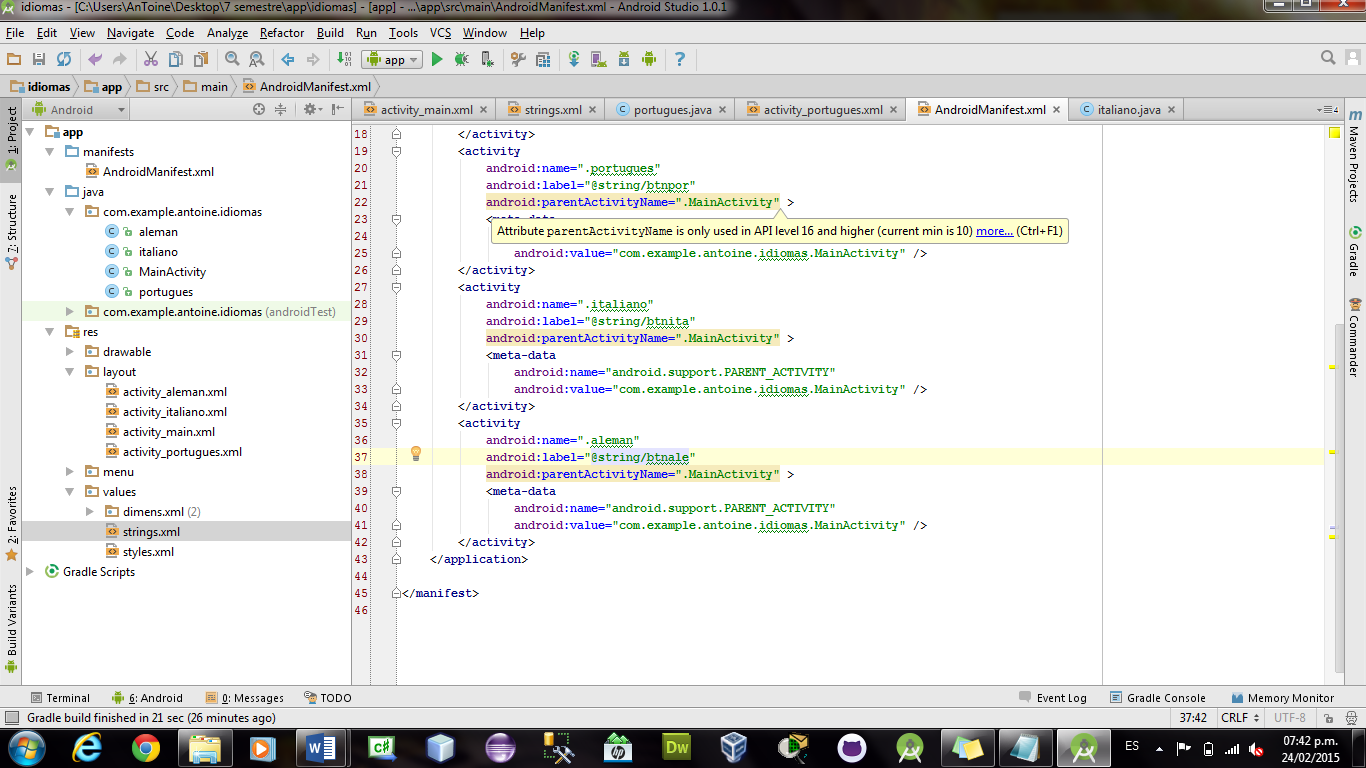 idiomas - [C:\Users\AnToine\Desktop\7 semestre\app\idiomas] - [app] - ...\app\src\main\AndroidManifest.xml - Android Studio 1.0.1
File Edit View Navigate Code Analyze Refactor Build Run Tools VCS Window Help
app
idiomas app src main AndroidManifest.xml
Android
activity_main.xml strings.xml portugues.java activity_portugues.xml AndroidManifest.xml italiano.java
4
1: Project
7: Structure
2: Favorites
Build Variants
app
manifests
AndroidManifest.xml
java
com.example.antoine.idiomas
aleman
italiano
MainActivity
portugues
com.example.antoine.idiomas (androidTest)
res
drawable
layout
activity_aleman.xml
activity_italiano.xml
activity_main.xml
activity_portugues.xml
menu
values
dimens.xml (2)
strings.xml
styles.xml
Gradle Scripts
18 </activity>
19 <activity
20 android:name=".portugues"
21 android:label="@string/btnpor"
22 android:parentActivityName=".MainActivity" >
23 <meta-data
Attribute parentActivityName is only used in API level 16 and higher (current min is 10) more... (Ctrl+F1)
24
25 android:value="com.example.antoine.idiomas.MainActivity" />
26 </activity>
27 <activity
28 android:name=".italiano"
29 android:label="@string/btnita"
30 android:parentActivityName=".MainActivity" >
31 <meta-data
32 android:name="android.support.PARENT_ACTIVITY"
33 android:value="com.example.antoine.idiomas.MainActivity" />
34 </activity>
35 <activity
36 android:name=".aleman"
37 android:label="@string/btnale"
38 android:parentActivityName=".MainActivity" >
39 <meta-data
40 android:name="android.support.PARENT_ACTIVITY"
41 android:value="com.example.antoine.idiomas.MainActivity" />
42 </activity>
43 </application>
44
45 </manifest>
46
m Maven Projects
Gradle
Commander
Terminal 6: Android 0: Messages TODO Event Log Gradle Console Memory Monitor
Gradle build finished in 21 sec (26 minutes ago) 37:42 CRLF UTF-8
W C# hp Dw ES 07:42 p.m.
24/02/2015